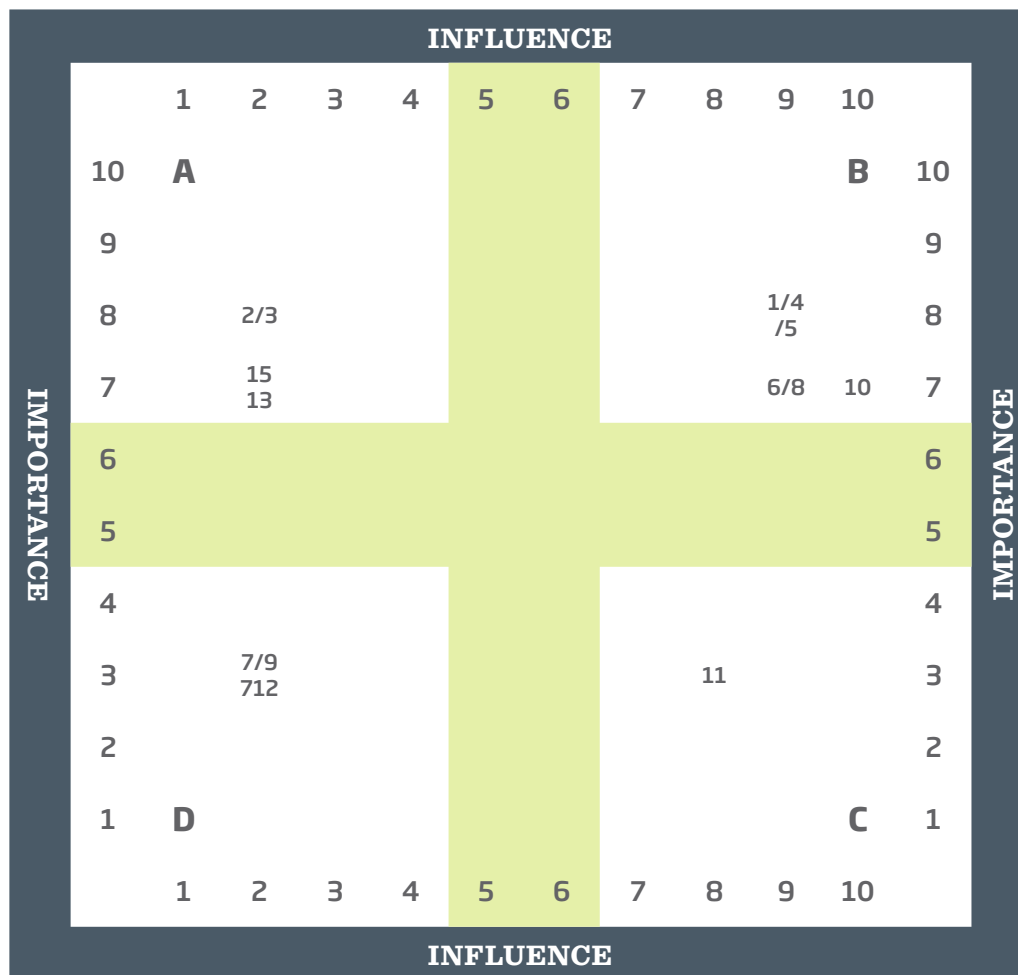 INFLUENCE
1 2 3 4 5 6 7 8 9 10
10 A B 10
9 9
8 2/3 1/4 8
/5
7 15 6/8 10 7
13
IMPORTANCE
IMPORTANCE
6 6
5 5
4 4
3 7/9 11 3
712
2 2
1 D C 1
1 2 3 4 5 6 7 8 9 10
INFLUENCE